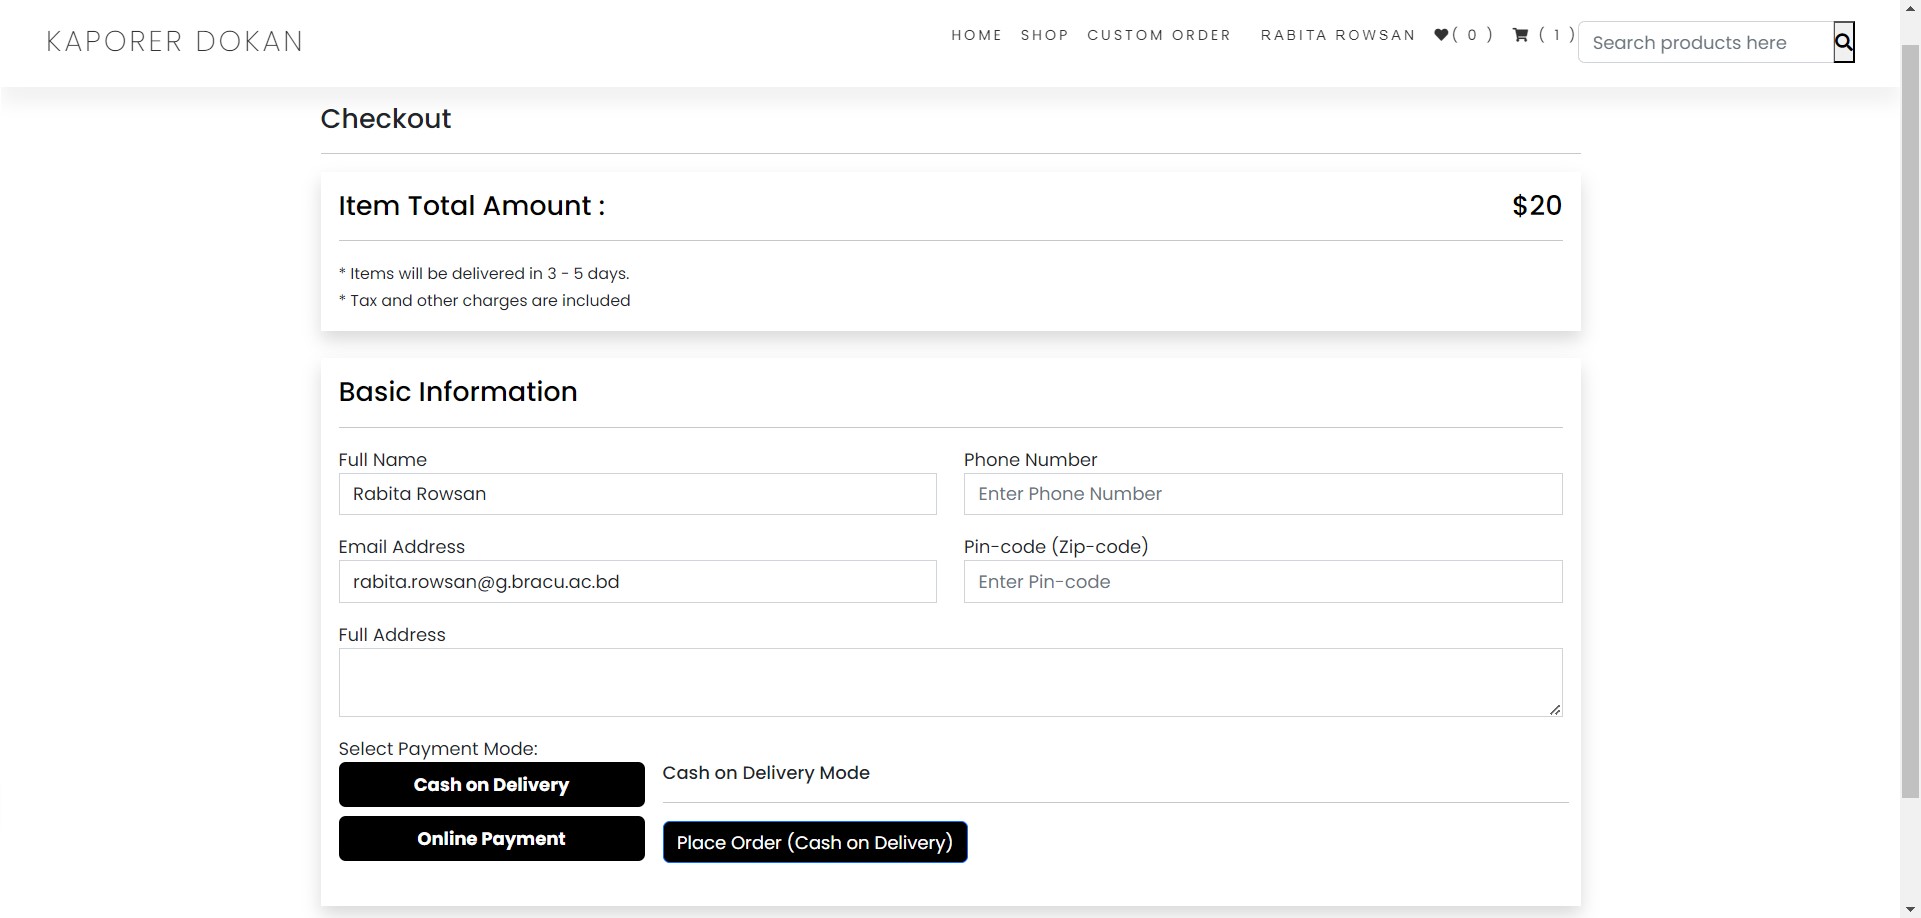 KAPORER DOKAN
HOME SHOP CUSTOM ORDER RABITA ROWSAN ( 0 ) ( 1 ) Search products here
Checkout
Item Total Amount : $20
* Items will be delivered in 3 - 5 days.
* Tax and other charges are included
Basic Information
Full Name
Rabita Rowsan
Phone Number
Enter Phone Number
Email Address
rabita.rowsan@g.bracu.ac.bd
Pin-code (Zip-code)
Enter Pin-code
Full Address
Select Payment Mode:
Cash on Delivery
Online Payment
Cash on Delivery Mode
Place Order (Cash on Delivery)